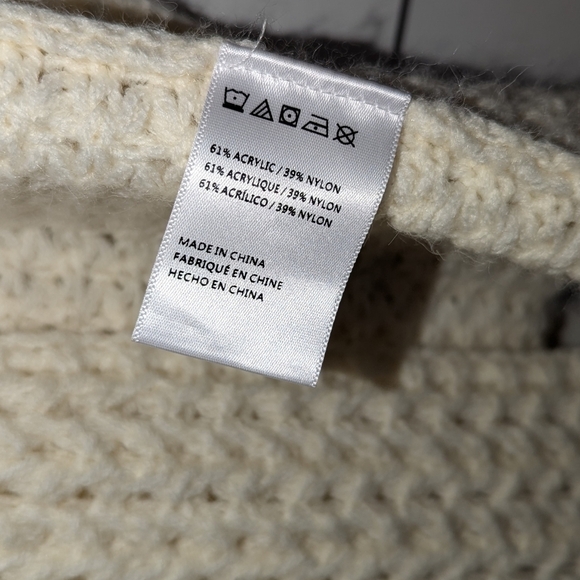 61% ACRYLIC / 39% NYLON
61% ACRYLIQUE / 39% NYLON
61% ACRÍLICO / 39% NYLON
MADE IN CHINA
FABRIQUÉ EN CHINE
HECHO EN CHINA